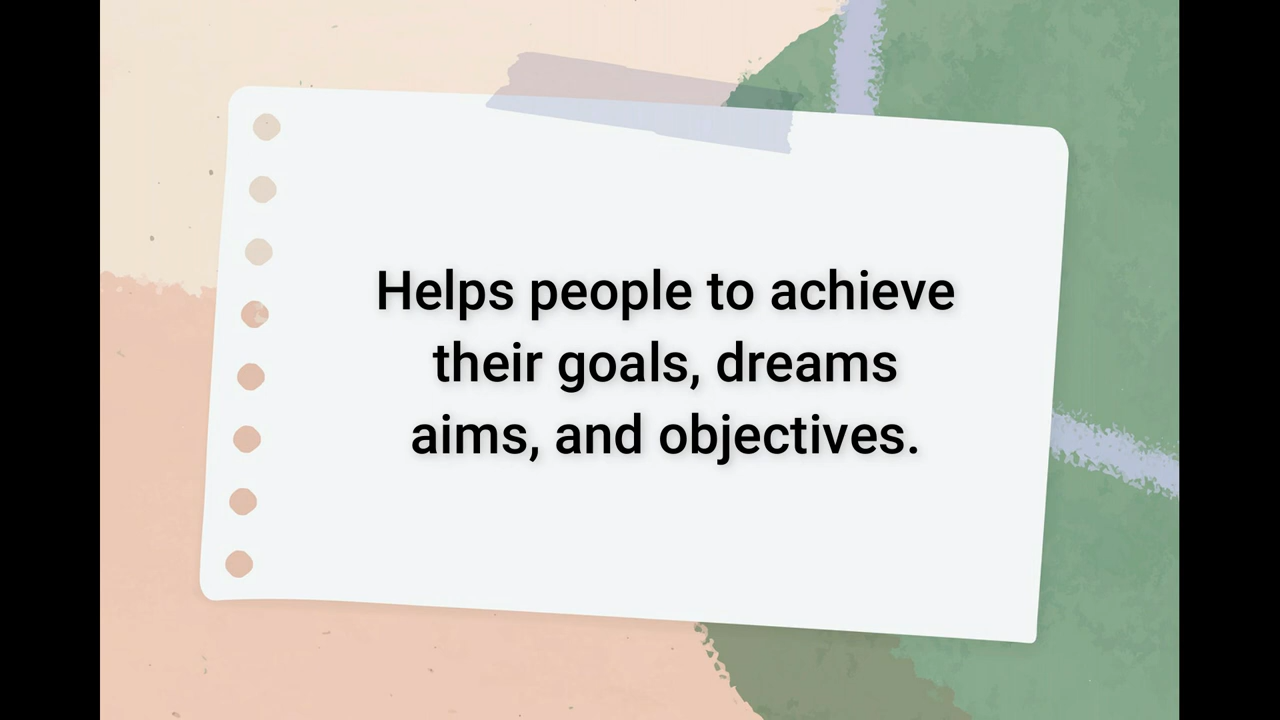 Helps people to achieve
their goals, dreams
aims, and objectives.